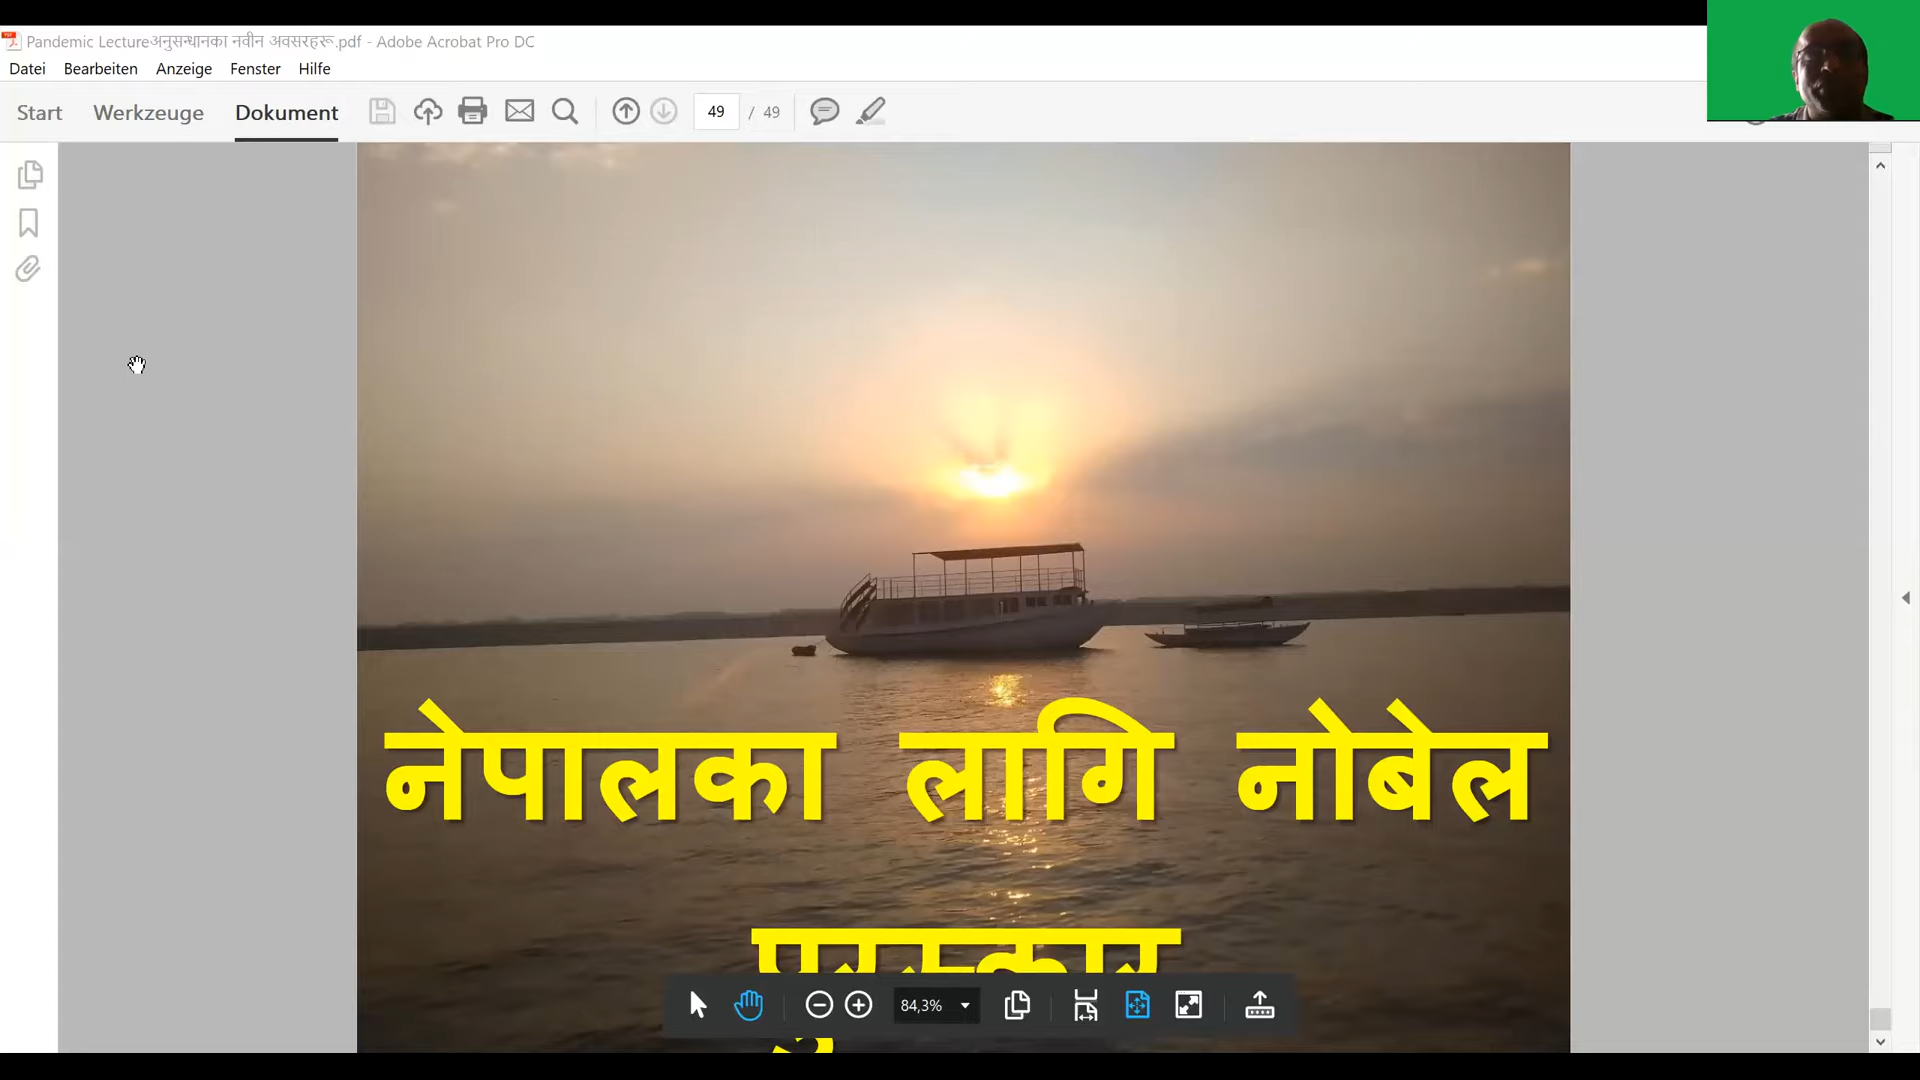 Pandemic Lectureअनुसन्धानका नवीन अवसरहरू.pdf - Adobe Acrobat Pro DC
Datei Bearbeiten Anzeige Fenster Hilfe
Start Werkzeuge Dokument 49 / 49
नेपालका लागि नोबेल
पुरस्कार
84,3%